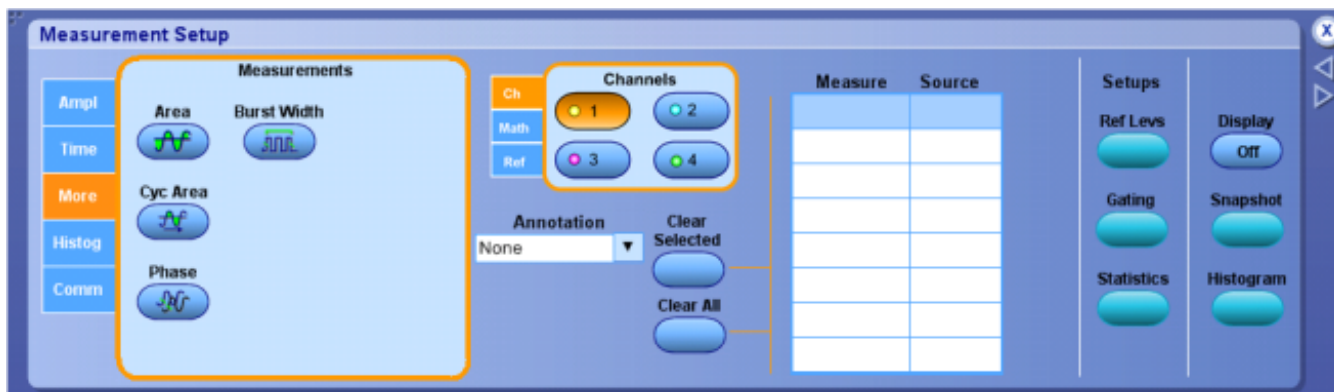 Measurement Setup
X
Ampl
Time
More
Histog
Comm
Measurements
Area
Burst Width
Cyc Area
Phase
Ch
Math
Ref
Channels
1
2
3
4
Annotation
None
Clear
Selected
Clear All
Measure Source
Setups
Ref Levs
Gating
Statistics
Display
Off
Snapshot
Histogram